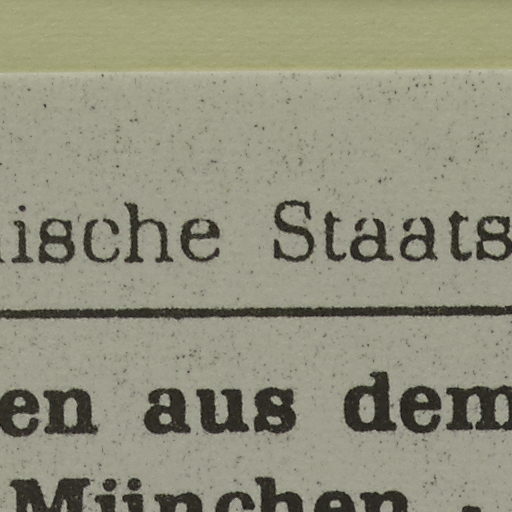 ische Staats
en aus dem
München ·